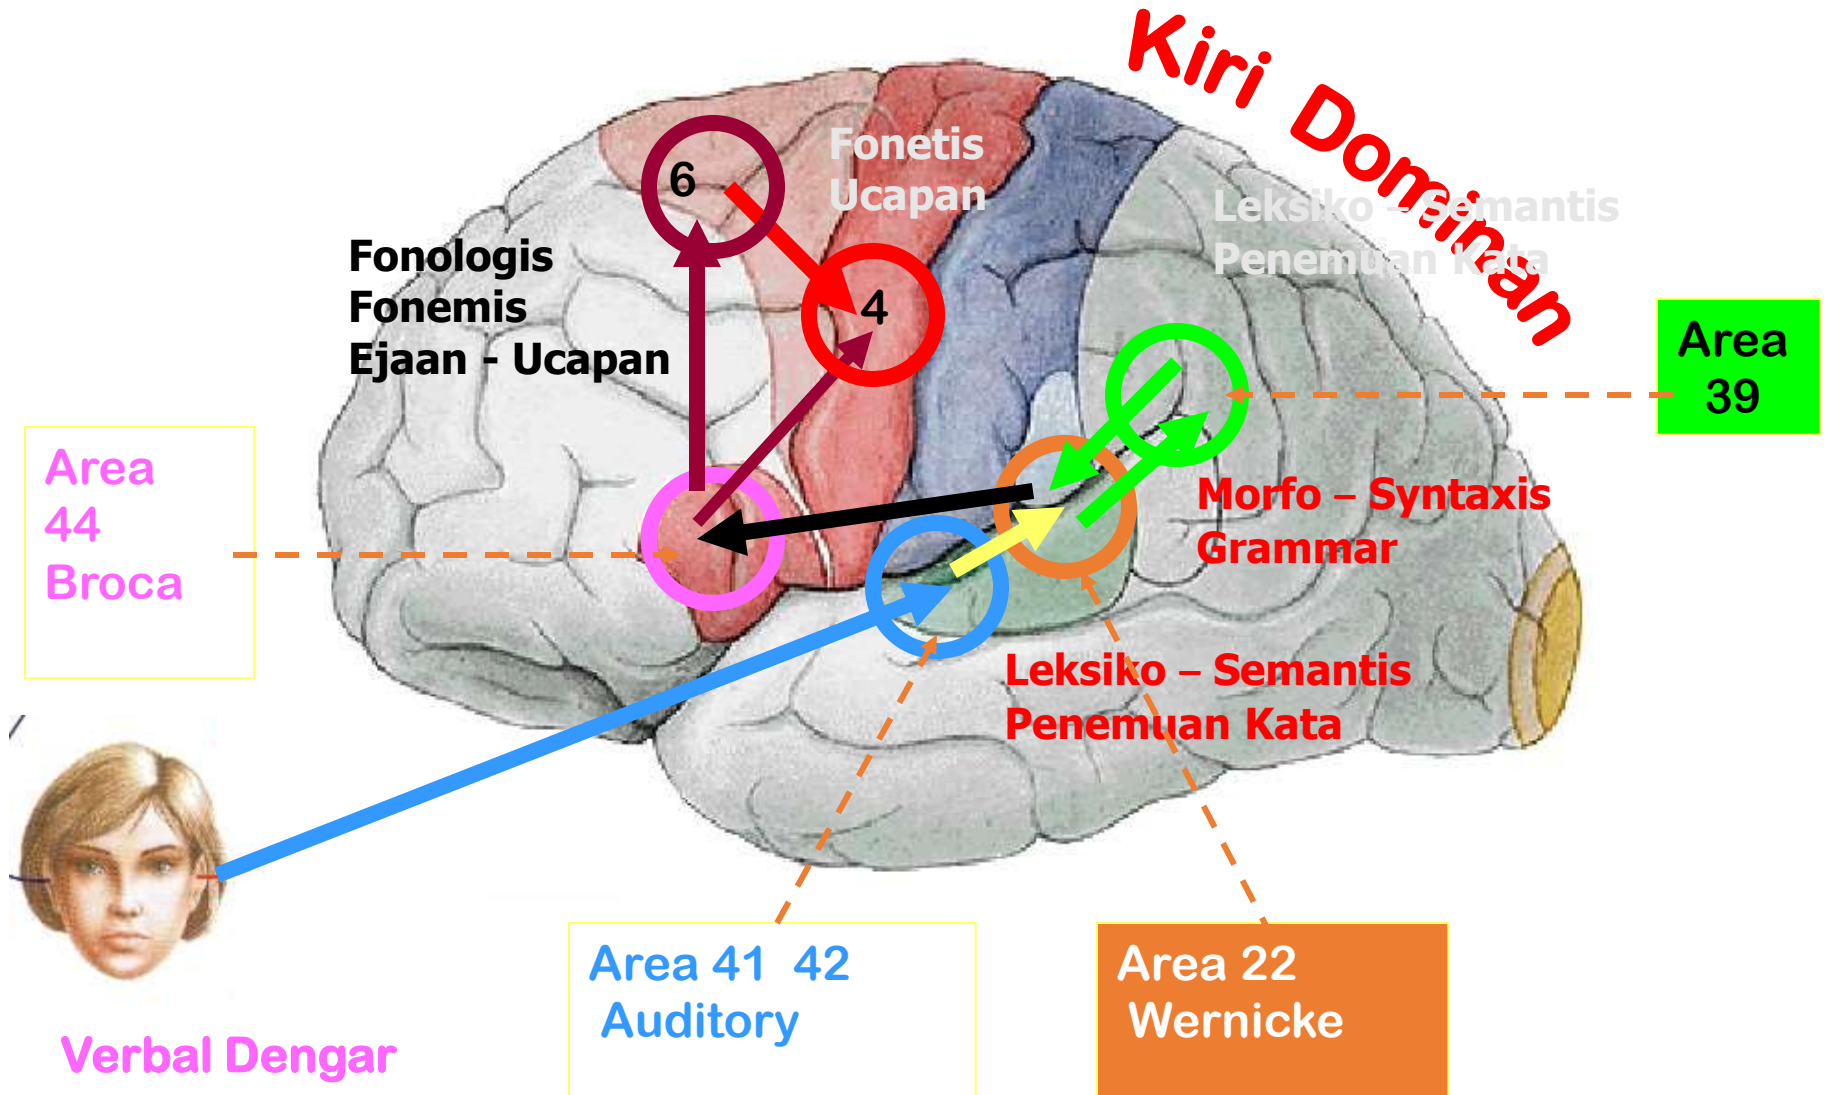 Kiri Dominan
6
Fonetis
Ucapan
Leksiko – Semantis
Penemuan Kata
Fonologis
Fonemis
Ejaan - Ucapan
4
Area
39
Area
44
Broca
Morfo – Syntaxis
Grammar
Leksiko – Semantis
Penemuan Kata
Area 41 42
Auditory
Area 22
Wernicke
Verbal Dengar